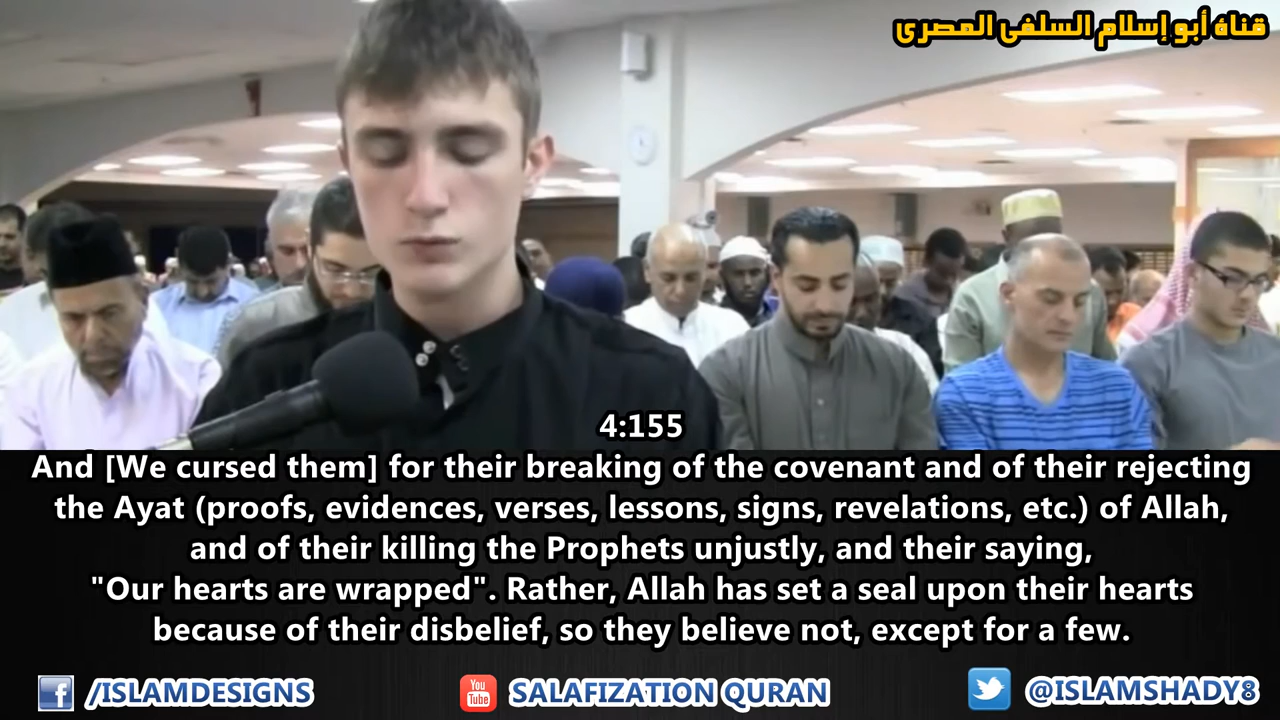 قناة أبو إسلام السلفى المصرى
4:155
And [We cursed them] for their breaking of the covenant and of their rejecting
the Ayat (proofs, evidences, verses, lessons, signs, revelations, etc.) of Allah,
and of their killing the Prophets unjustly, and their saying,
"Our hearts are wrapped". Rather, Allah has set a seal upon their hearts
because of their disbelief, so they believe not, except for a few.
f /ISLAMDESIGNS
You Tube SALAFIZATION QURAN
@ISLAMSHADY8